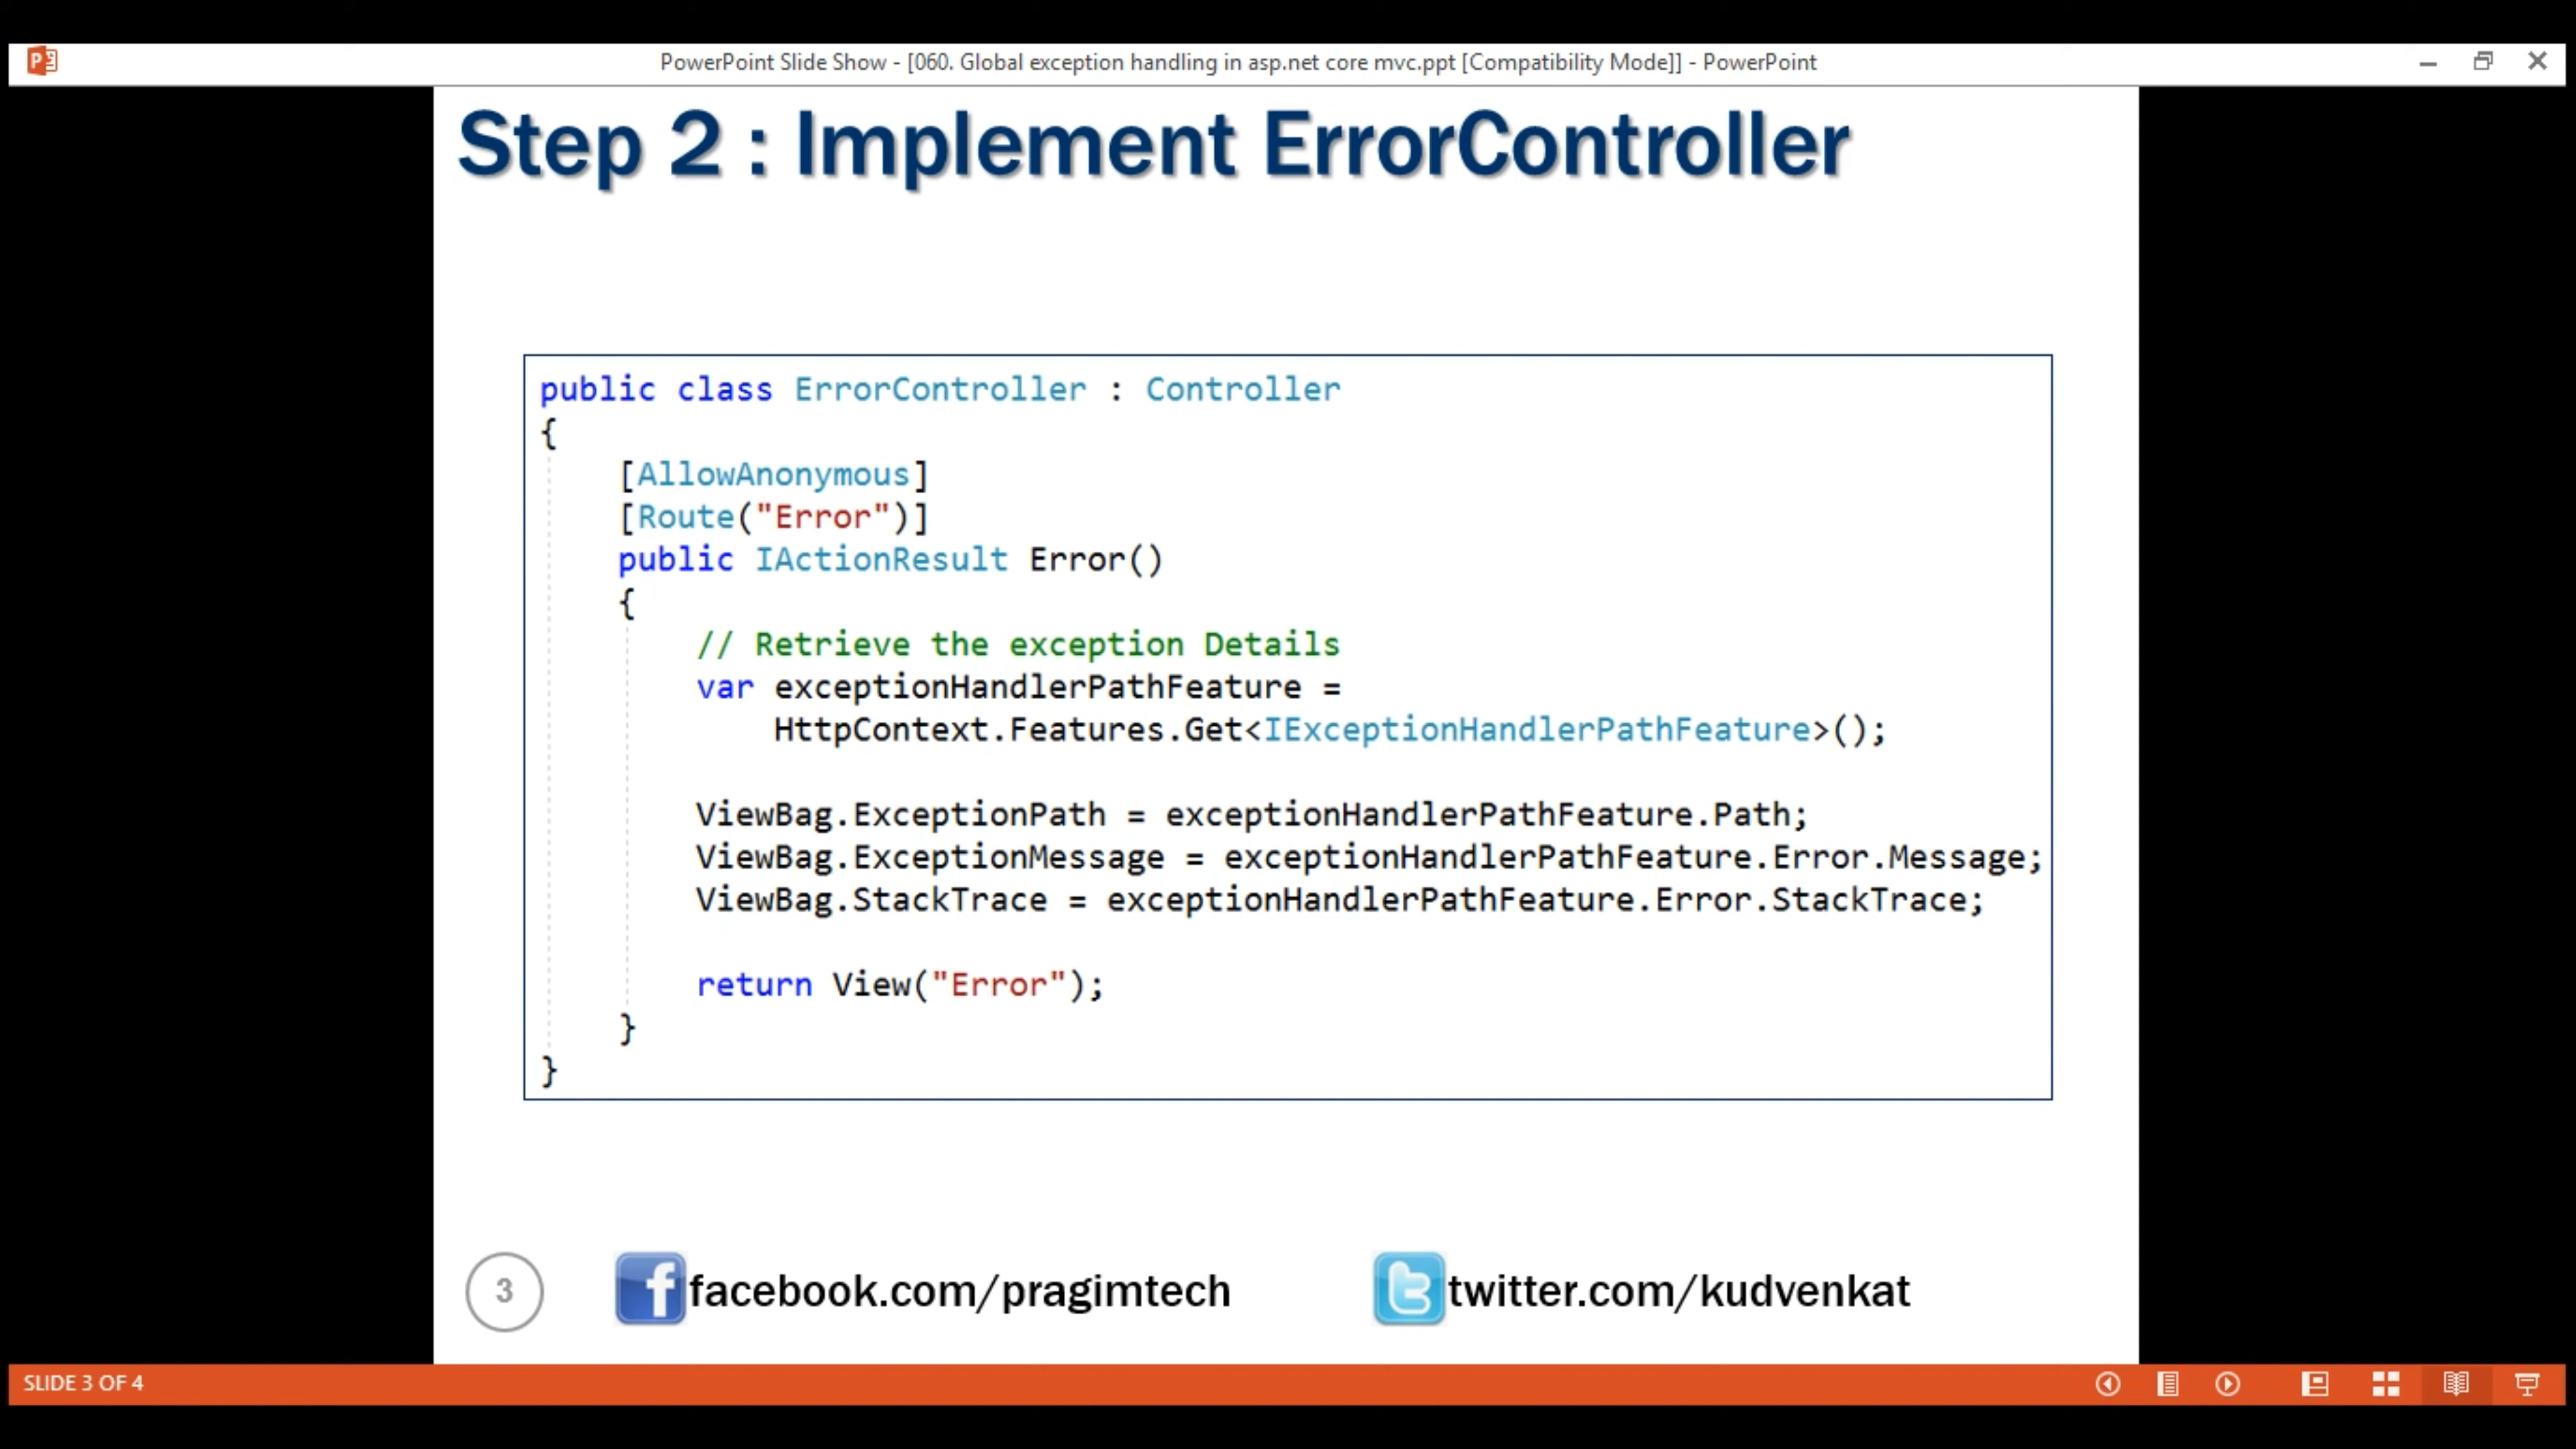 PowerPoint Slide Show - [060. Global exception handling in asp.net core mvc.ppt [Compatibility Mode]] - PowerPoint
Step 2 : Implement ErrorController
public class ErrorController : Controller
{
[AllowAnonymous]
[Route("Error")]
public IActionResult Error()
{
// Retrieve the exception Details
var exceptionHandlerPathFeature =
HttpContext.Features.Get<IExceptionHandlerPathFeature>();
ViewBag.ExceptionPath = exceptionHandlerPathFeature.Path;
ViewBag.ExceptionMessage = exceptionHandlerPathFeature.Error.Message;
ViewBag.StackTrace = exceptionHandlerPathFeature.Error.StackTrace;
return View("Error");
}
}
3 facebook.com/pragimtech twitter.com/kudvenkat
SLIDE 3 OF 4